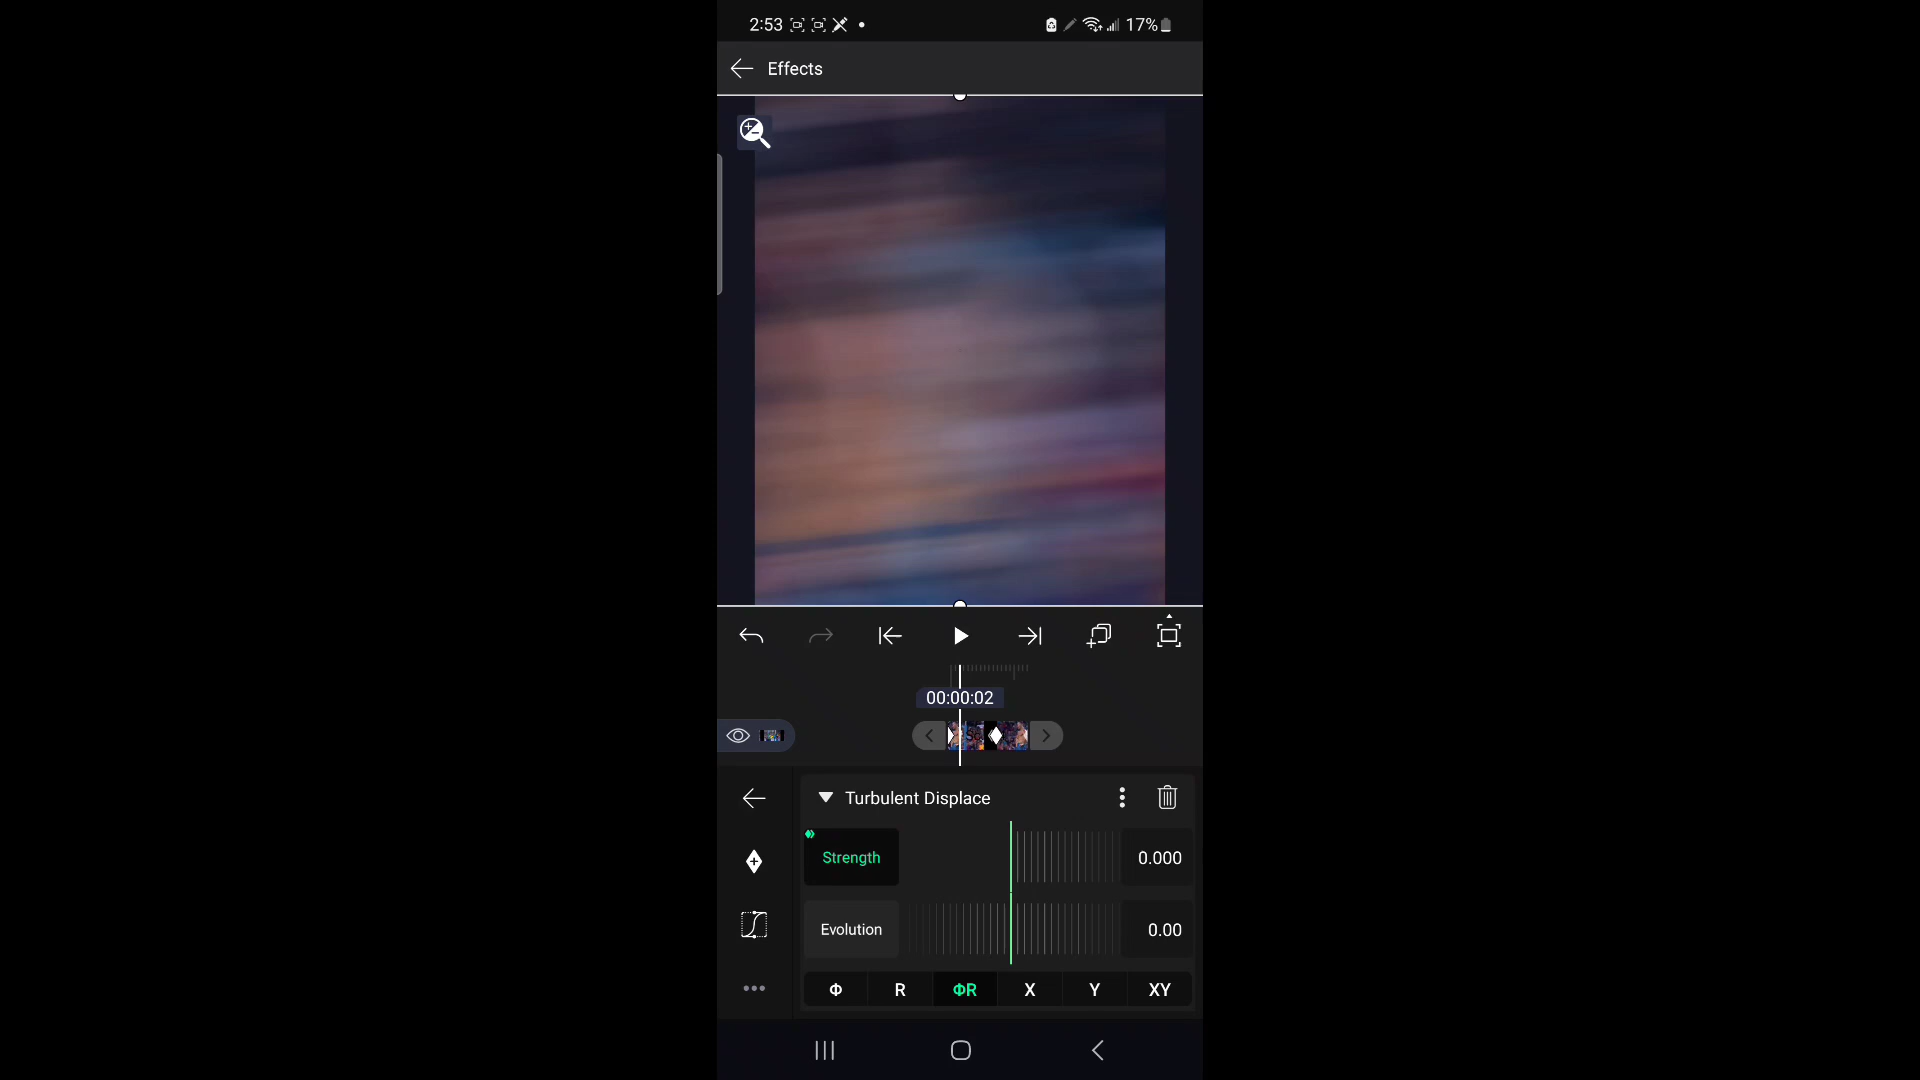 2:53
17%
Effects
00:00:02
Turbulent Displace
Strength
0.000
Evolution
0.00
Φ R ΦR X Y XY